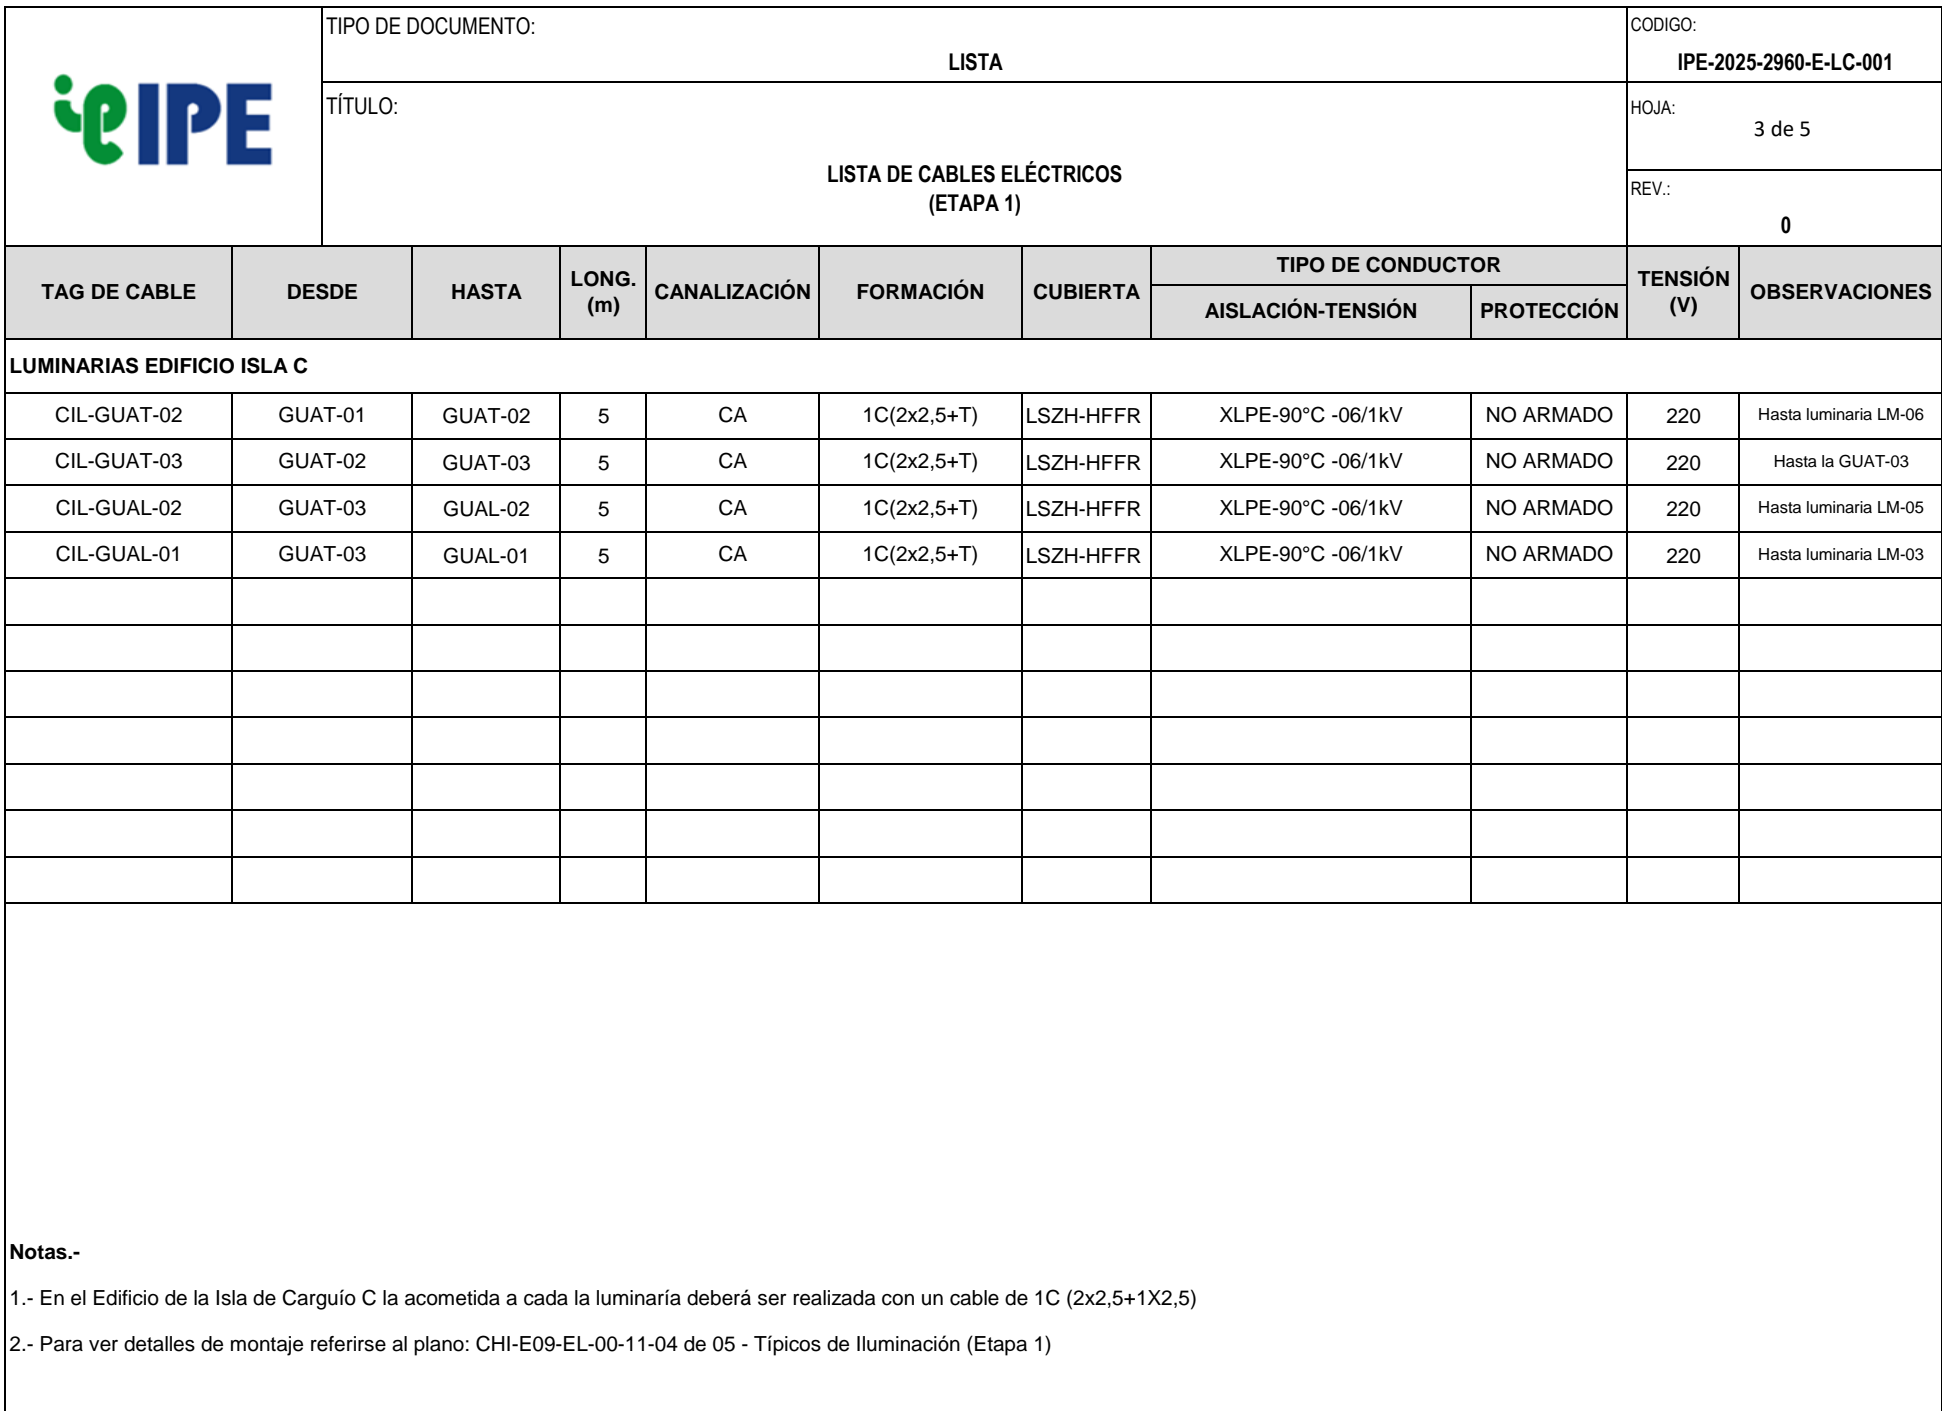 IPE
TIPO DE DOCUMENTO:
LISTA
CODIGO:
IPE-2025-2960-E-LC-001
TÍTULO:
LISTA DE CABLES ELÉCTRICOS
(ETAPA 1)
HOJA:
3 de 5
REV.:
0
TAG DE CABLE DESDE HASTA LONG. (m) CANALIZACIÓN FORMACIÓN CUBIERTA TIPO DE CONDUCTOR AISLACIÓN-TENSIÓN PROTECCIÓN TENSIÓN (V) OBSERVACIONES
LUMINARIAS EDIFICIO ISLA C
CIL-GUAT-02 GUAT-01 GUAT-02 5 CA 1C(2x2,5+T) LSZH-HFFR XLPE-90°C -06/1kV NO ARMADO 220 Hasta luminaria LM-06
CIL-GUAT-03 GUAT-02 GUAT-03 5 CA 1C(2x2,5+T) LSZH-HFFR XLPE-90°C -06/1kV NO ARMADO 220 Hasta la GUAT-03
CIL-GUAL-02 GUAT-03 GUAL-02 5 CA 1C(2x2,5+T) LSZH-HFFR XLPE-90°C -06/1kV NO ARMADO 220 Hasta luminaria LM-05
CIL-GUAL-01 GUAT-03 GUAL-01 5 CA 1C(2x2,5+T) LSZH-HFFR XLPE-90°C -06/1kV NO ARMADO 220 Hasta luminaria LM-03
Notas.-
1.- En el Edificio de la Isla de Carguío C la acometida a cada la luminaría deberá ser realizada con un cable de 1C (2x2,5+1X2,5)
2.- Para ver detalles de montaje referirse al plano: CHI-E09-EL-00-11-04 de 05 - Típicos de Iluminación (Etapa 1)